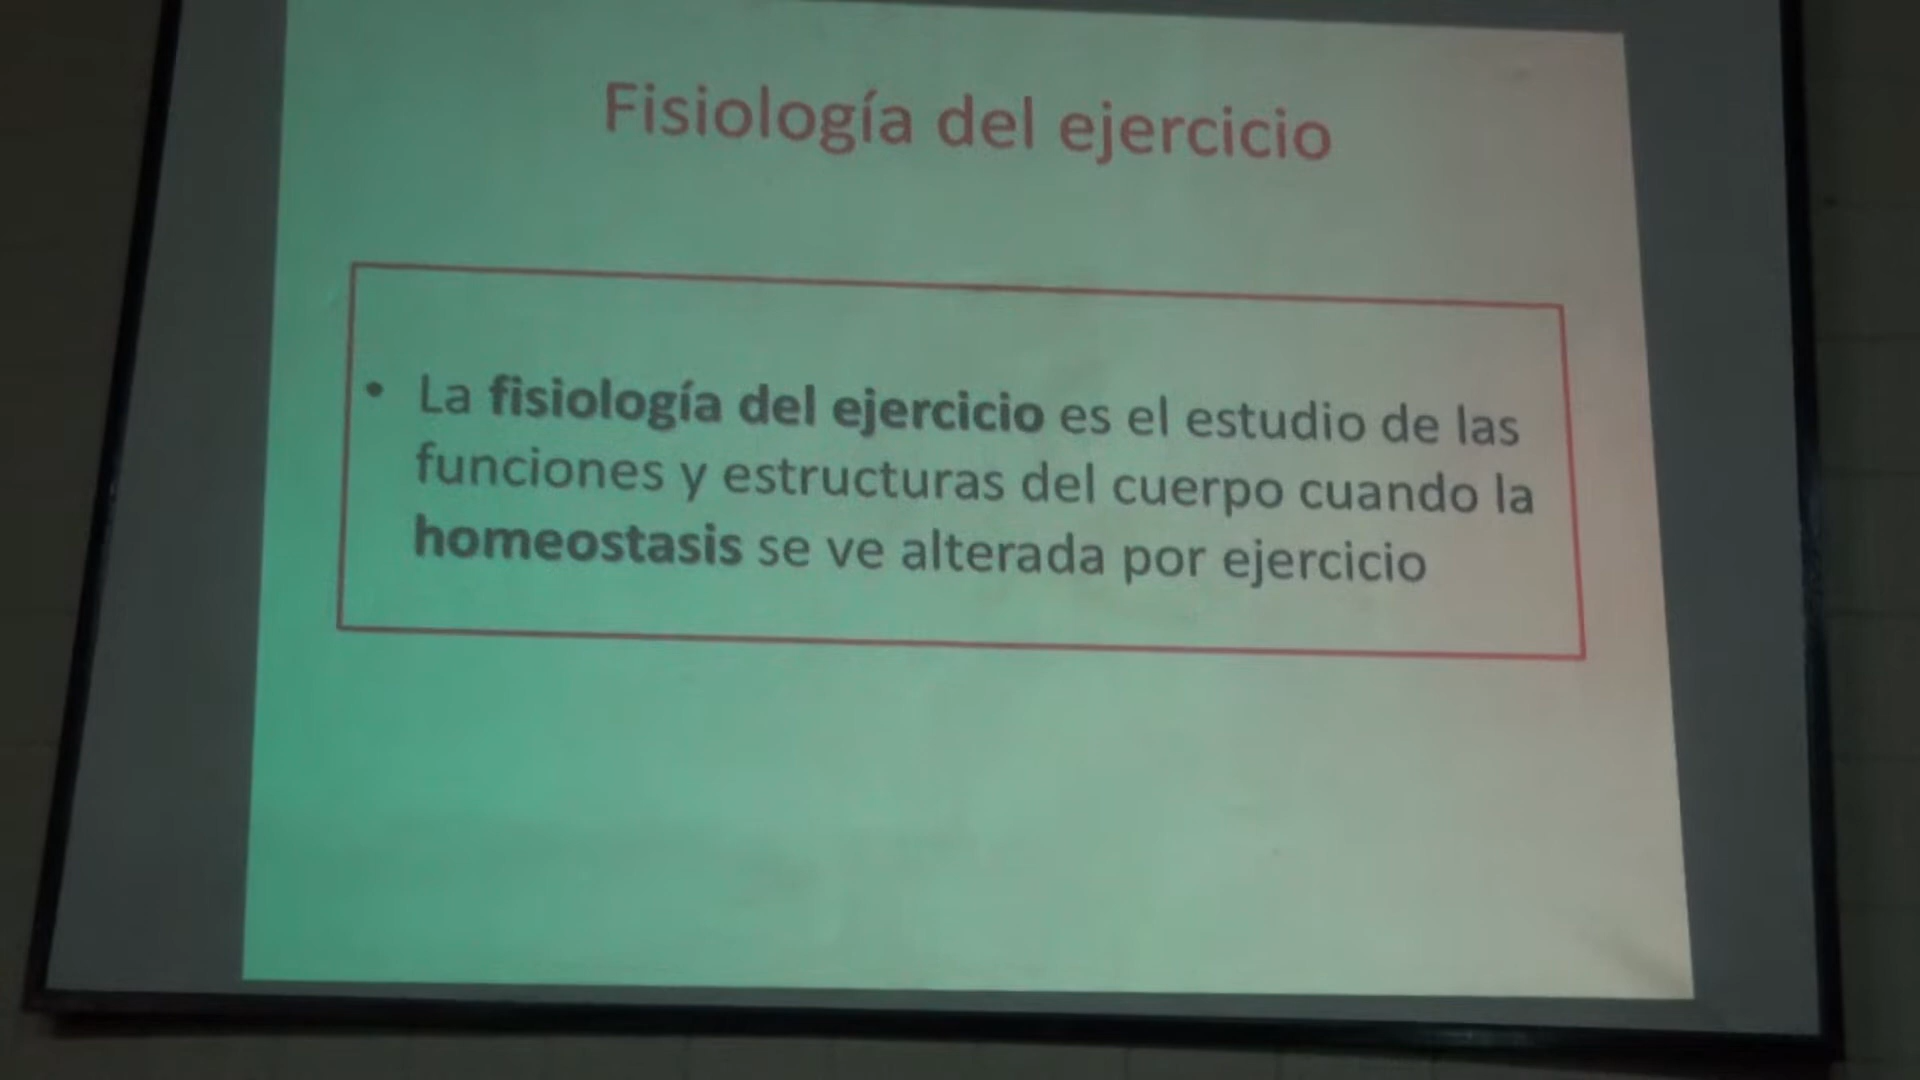 Fisiología del ejercicio
• La fisiología del ejercicio es el estudio de las
funciones y estructuras del cuerpo cuando la
homeostasis se ve alterada por ejercicio